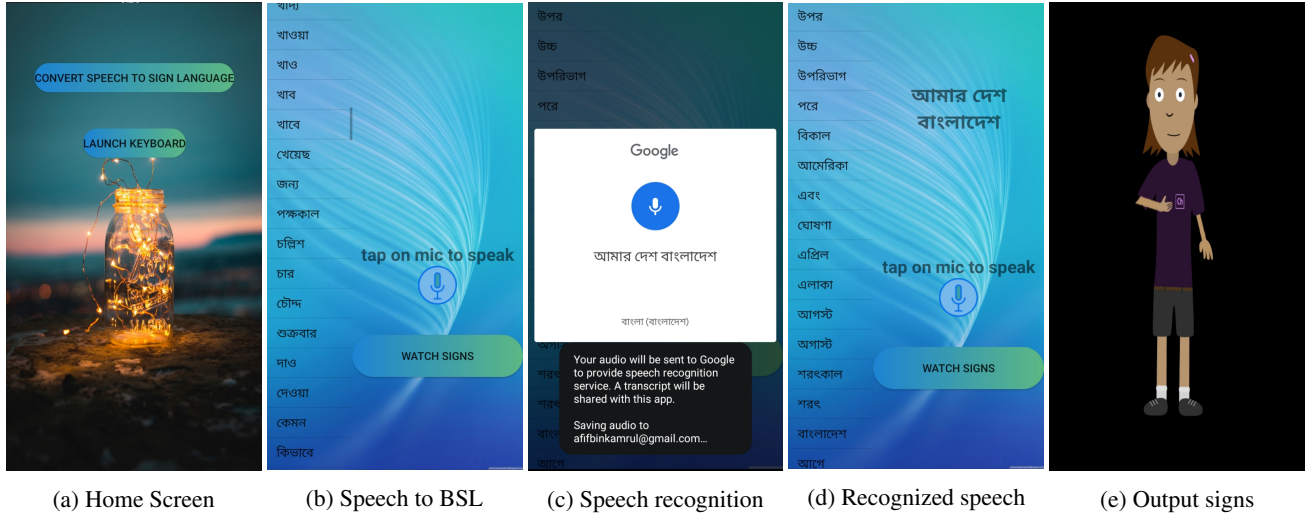 CONVERT SPEECH TO SIGN LANGUAGE
LAUNCH KEYBOARD
খাদ্য
খাওয়া
খাও
খাব
খাবে
খেয়েছ
জন্য
পক্ষকাল
চল্লিশ
চার
চৌদ্দ
শুক্রবার
দাও
দেওয়া
কেমন
কিভাবে
tap on mic to speak
WATCH SIGNS
উপর
উচ্চ
উপরিভাগ
পরে
Google
আমার দেশ বাংলাদেশ
বাংলা (বাংলাদেশ)
Your audio will be sent to Google
to provide speech recognition
service. A transcript will be
shared with this app.
Saving audio to
afifbinkamrul@gmail.com...
আগে
উপর
উচ্চ
উপরিভাগ
পরে
বিকাল
আমেরিকা
এবং
ঘোষণা
এপ্রিল
এলাকা
আগস্ট
অগাস্ট
শরৎকাল
শরৎ
বাংলাদেশ
আগে
আমার দেশ
বাংলাদেশ
tap on mic to speak
WATCH SIGNS
(a) Home Screen
(b) Speech to BSL
(c) Speech recognition
(d) Recognized speech
(e) Output signs